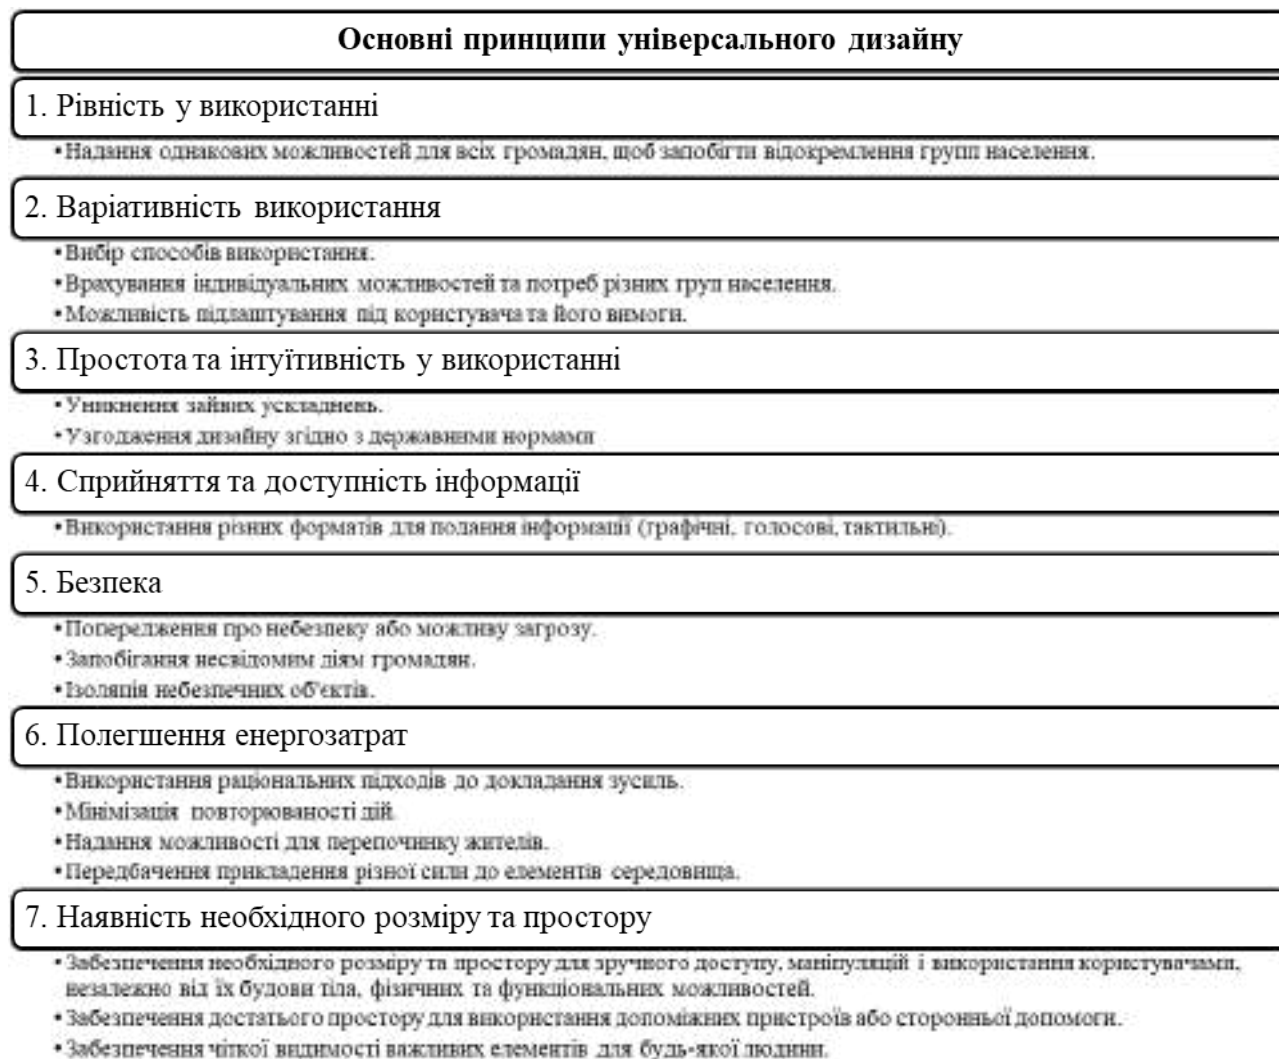 Основні принципи універсального дизайну
1. Рівність у використанні
•Надання однакових можливостей для всіх громадян, щоб запобігти відокремлення групп населення.
2. Варіативність використання
•Вибір способів використання.
•Врахування індивідуальних можливостей та потреб різних груп населення.
•Можливість підлаштування під користувача та його вимоги.
3. Простота та інтуїтивність у використанні
•Уникнення зайвих ускладнень.
•Узгодження дизайну згідно з державними нормами
4. Сприйняття та доступність інформації
•Використання різних форматів для подання інформації (графічні, голосові, тактильні).
5. Безпека
•Попередження про небезпеку або можливу загрозу.
•Запобігання несвідомим діям громадян.
•Ізоляція небезпечних об'єктів.
6. Полегшення енергозатрат
•Використання раціональних підходів до докладання зусиль.
•Мінімізація повторюваності дій.
•Надання можливості для перепочинку жителів.
•Передбачення прикладення різної сили до елементів середовища.
7. Наявність необхідного розміру та простору
•Забезпечення необхідного розміру та простору для зручного доступу, маніпуляцій і використання користувачами,
незалежно від їх будови тіла, фізичних та функціональних можливостей.
•Забезпечення достатього простору для використання допоміжних пристроїв або сторонньої допомоги.
•Забезпечення чіткої видимості важливих елементів для будь-якої людини.